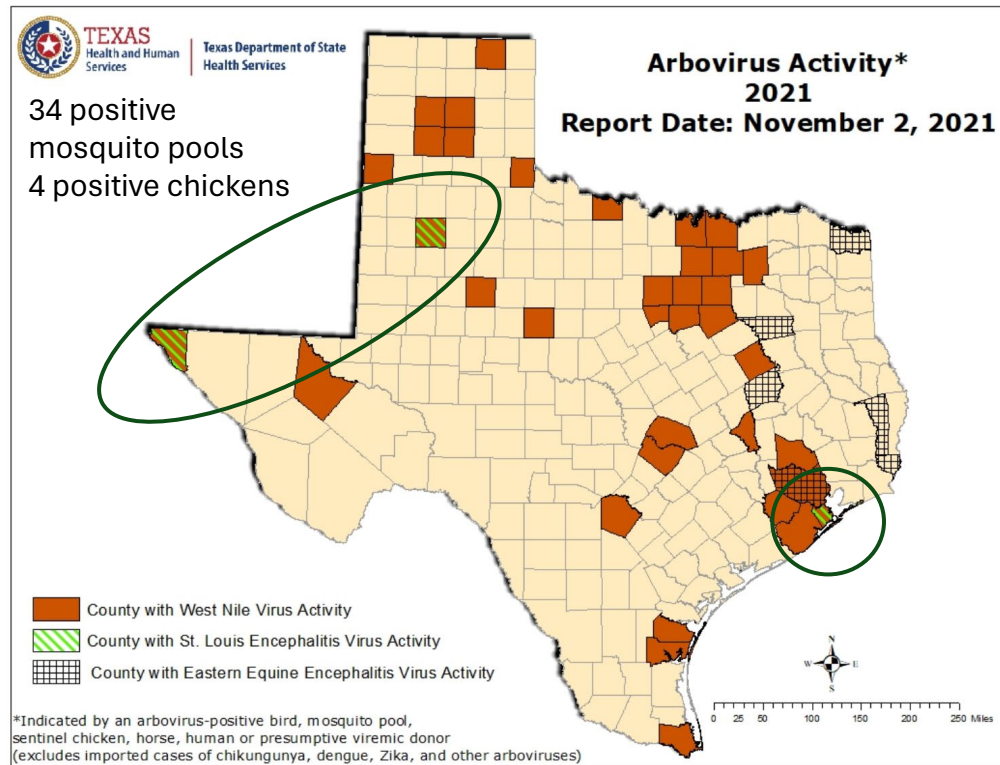 TEXAS
Health and Human
Services
Texas Department of State
Health Services
Arbovirus Activity*
2021
Report Date: November 2, 2021
34 positive
mosquito pools
4 positive chickens
County with West Nile Virus Activity
County with St. Louis Encephalitis Virus Activity
County with Eastern Equine Encephalitis Virus Activity
N
W E
S
0 25 50 100 150 200 250 Miles
*Indicated by an arbovirus-positive bird, mosquito pool,
sentinel chicken, horse, human or presumptive viremic donor
(excludes imported cases of chikungunya, dengue, Zika, and other arboviruses)